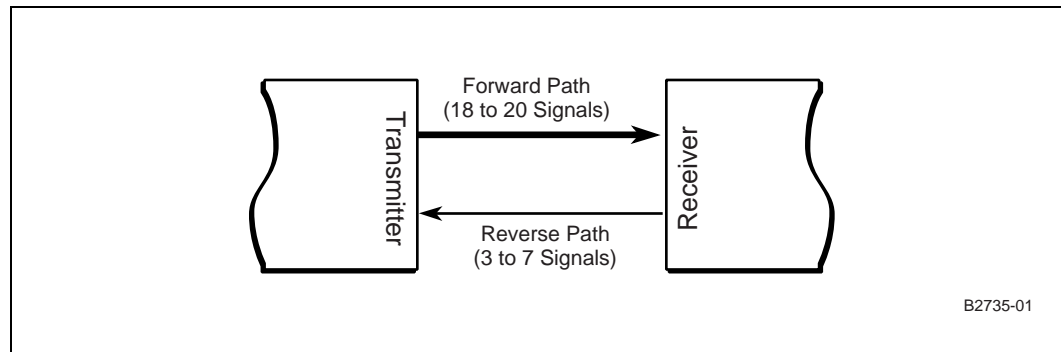 Forward Path
(18 to 20 Signals)
Transmitter
Receiver
Reverse Path
(3 to 7 Signals)
B2735-01